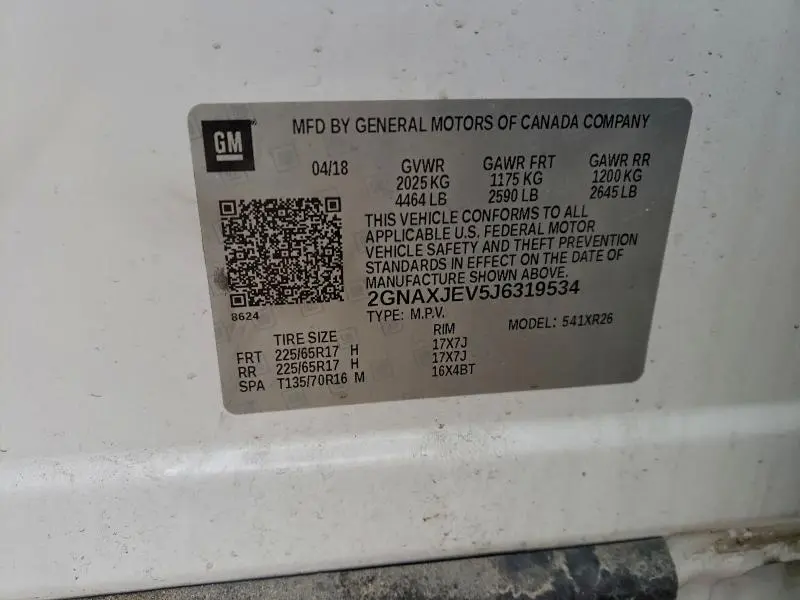 GM
MFD BY GENERAL MOTORS OF CANADA COMPANY
04/18 GVWR GAWR FRT GAWR RR
2025 KG 1175 KG 1200 KG
4464 LB 2590 LB 2645 LB
THIS VEHICLE CONFORMS TO ALL
APPLICABLE U.S. FEDERAL MOTOR
VEHICLE SAFETY AND THEFT PREVENTION
STANDARDS IN EFFECT ON THE DATE OF
MANUFACTURE SHOWN ABOVE.
2GNAXJEV5J6319534
8624
TYPE: M.P.V. MODEL: 541XR26
TIRE SIZE RIM
FRT 225/65R17 H 17X7J
RR 225/65R17 H 17X7J
SPA T135/70R16 M 16X4BT